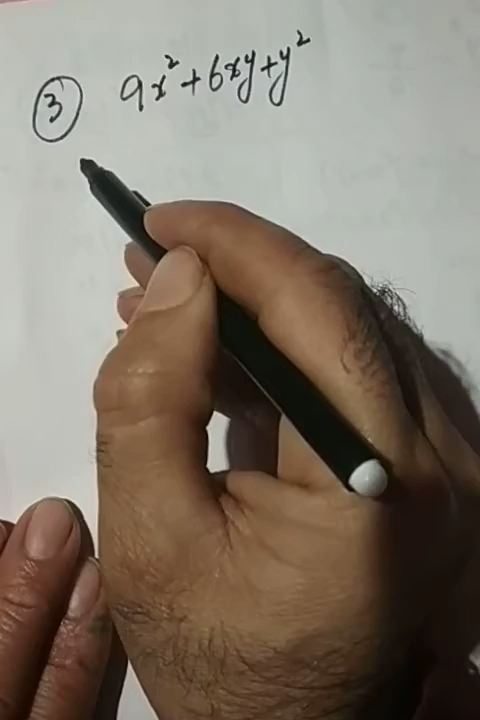 ③ 9x² + 6xy + y²